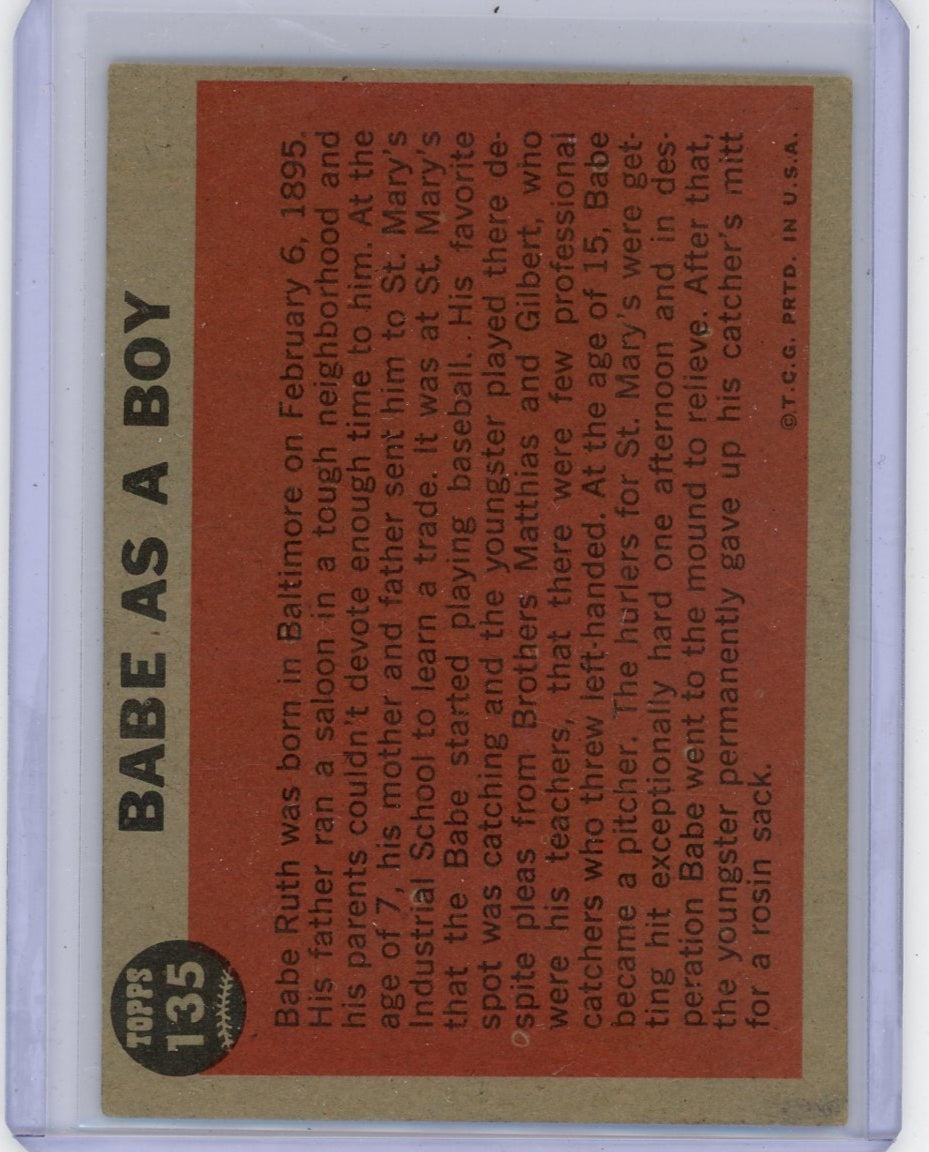 TOPPS
135
BABE AS A BOY
Babe Ruth was born in Baltimore on February 6, 1895.
His father ran a saloon in a tough neighborhood and
his parents couldn't devote enough time to him. At the
age of 7, his mother and father sent him to St. Mary's
Industrial School to learn a trade. It was at St. Mary's
that the Babe started playing baseball. His favorite
spot was catching and the youngster played there de-
spite pleas from Brothers Matthias and Gilbert, who
were his teachers, that there were few professional
catchers who threw left-handed. At the age of 15, Babe
became a pitcher. The hurlers for St. Mary's were get-
ting hit exceptionally hard one afternoon and in des-
peration Babe went to the mound to relieve. After that,
the youngster permanently gave up his catcher's mitt
for a rosin sack.
©T.C.G. PRTD. IN U.S.A.